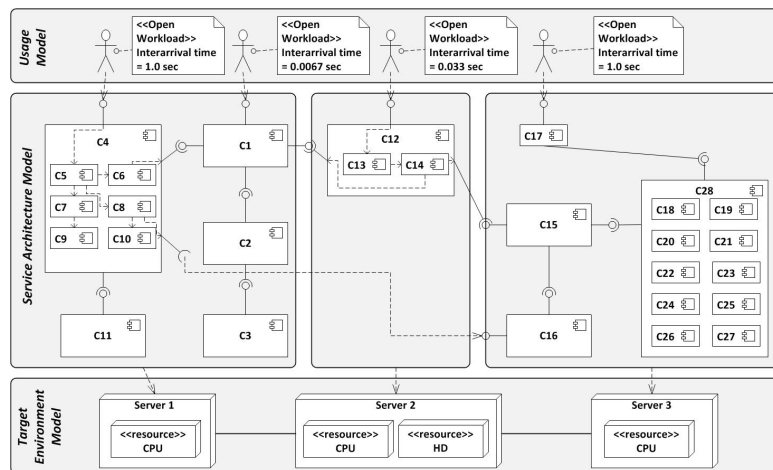 Usage
Model
<<Open
Workload>>
Interarrival time
= 1.0 sec
<<Open
Workload>>
Interarrival time
= 0.0067 sec
<<Open
Workload>>
Interarrival time
= 0.033 sec
<<Open
Workload>>
Interarrival time
= 1.0 sec
Service Architecture Model
C4
C5
C6
C7
C8
C9
C10
C11
C1
C2
C3
C12
C13
C14
C17
C15
C16
C28
C18
C19
C20
C21
C22
C23
C24
C25
C26
C27
Target
Environment
Model
Server 1
<<resource>>
CPU
Server 2
<<resource>>
CPU
<<resource>>
HD
Server 3
<<resource>>
CPU